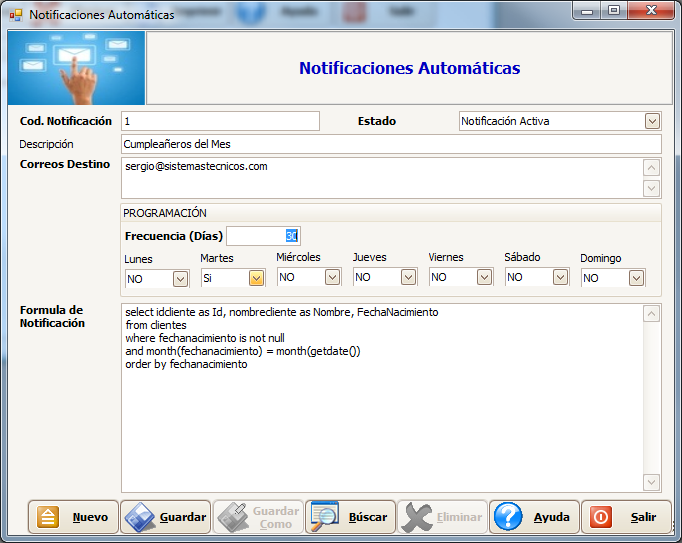 Notificaciones Automáticas
Notificaciones Automáticas
Cod. Notificación 1 Estado Notificación Activa
Descripción Cumpleañeros del Mes
Correos Destino sergio@sistemastecnicos.com
PROGRAMACIÓN
Frecuencia (Días) 30
Lunes Martes Miércoles Jueves Viernes Sábado Domingo
NO Si NO NO NO NO NO
Formula de Notificación
select idcliente as Id, nombrecliente as Nombre, FechaNacimiento
from clientes
where fechanacimiento is not null
and month(fechanacimiento) = month(getdate())
order by fechanacimiento
Nuevo Guardar Guardar Como Búscar Eliminar Ayuda Salir